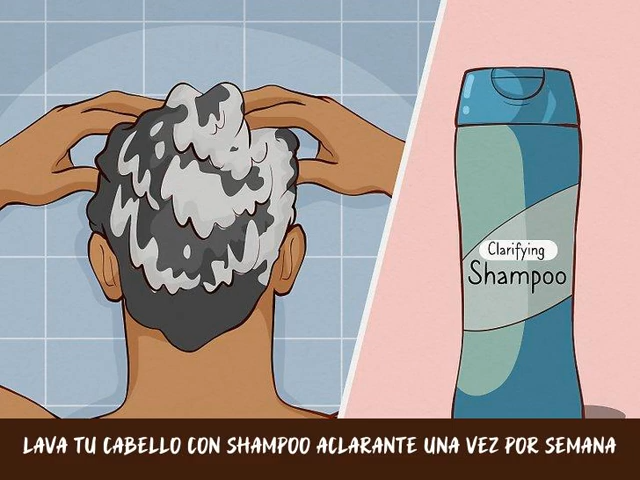 Clarifying
Shampoo
LAVA TU CABELLO CON SHAMPOO ACLARANTE UNA VEZ POR SEMANA